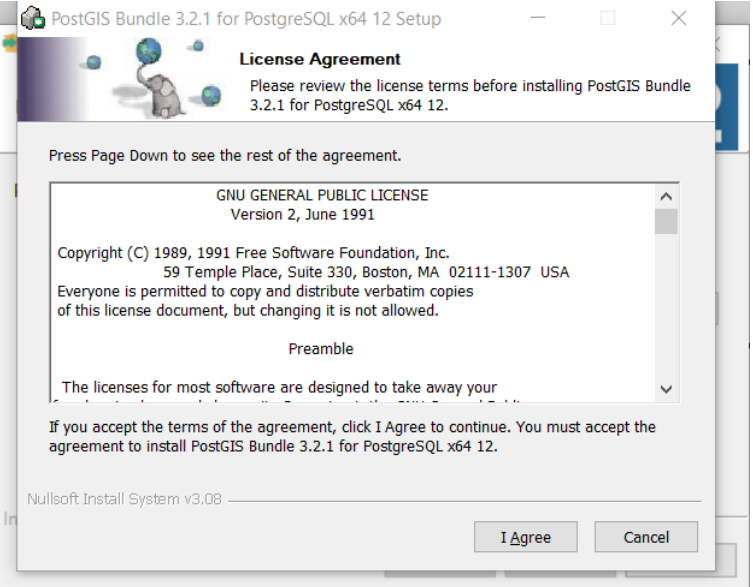 PostGIS Bundle 3.2.1 for PostgreSQL x64 12 Setup
License Agreement
Please review the license terms before installing PostGIS Bundle
3.2.1 for PostgreSQL x64 12.
Press Page Down to see the rest of the agreement.
GNU GENERAL PUBLIC LICENSE
Version 2, June 1991
Copyright (C) 1989, 1991 Free Software Foundation, Inc.
59 Temple Place, Suite 330, Boston, MA 02111-1307 USA
Everyone is permitted to copy and distribute verbatim copies
of this license document, but changing it is not allowed.
Preamble
The licenses for most software are designed to take away your
If you accept the terms of the agreement, click I Agree to continue. You must accept the
agreement to install PostGIS Bundle 3.2.1 for PostgreSQL x64 12.
Nullsoft Install System v3.08
In
I Agree
Cancel